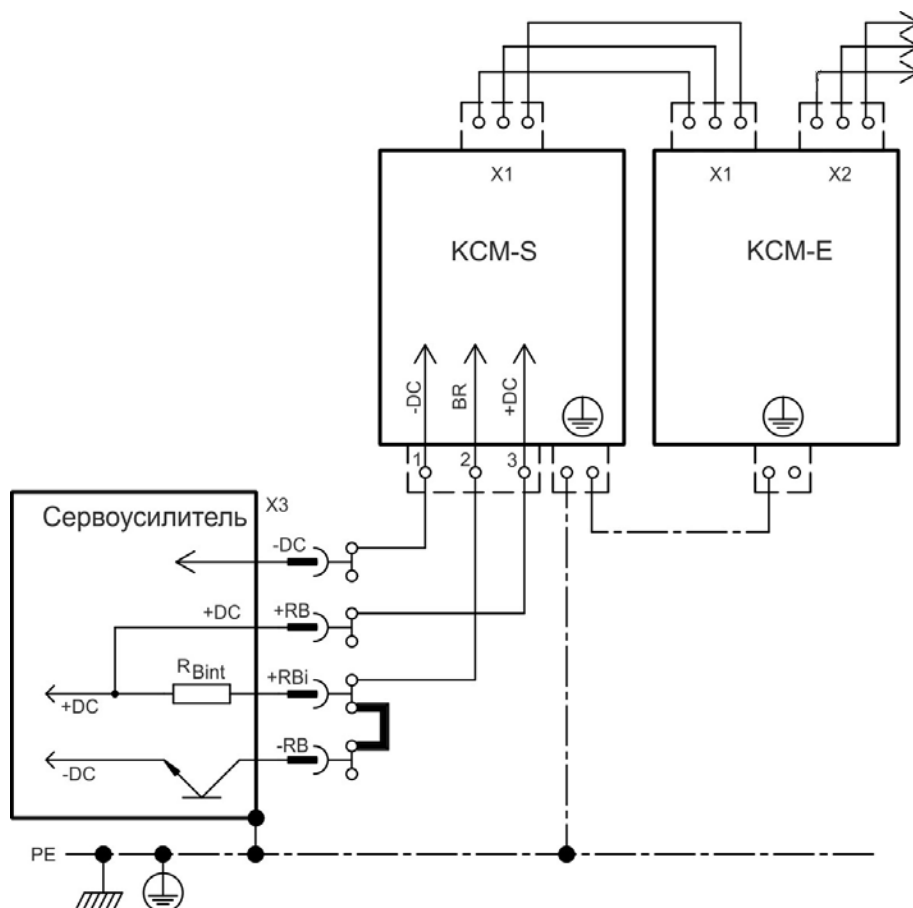 X1
X1 X2
KCM-S
KCM-E
-DC
BR
+DC
1 2 3
X3
Сервоусилитель
-DC
+DC +RB
RBint
+RBi
+DC
-RB
-DC
PE